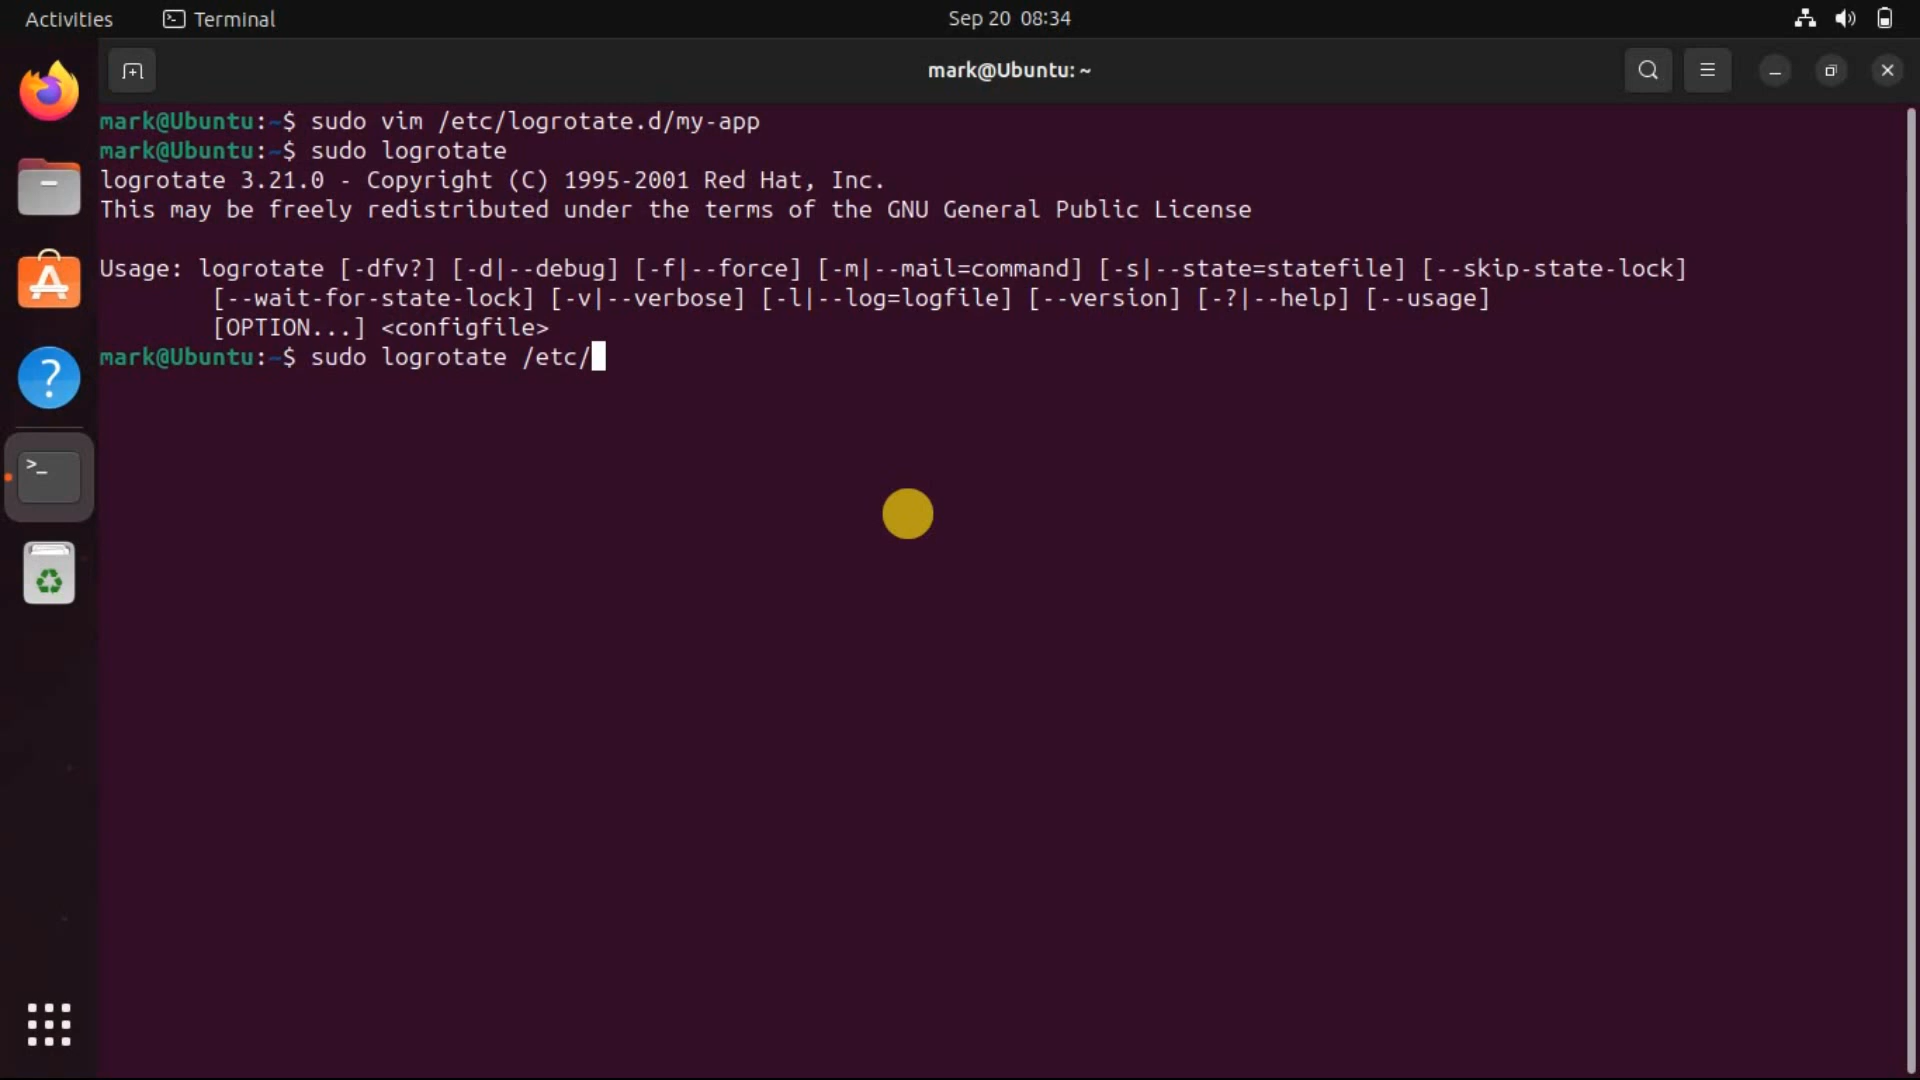 Activities
Terminal
Sep 20 08:34
mark@Ubuntu: ~
mark@Ubuntu:~$ sudo vim /etc/logrotate.d/my-app
mark@Ubuntu:~$ sudo logrotate
logrotate 3.21.0 - Copyright (C) 1995-2001 Red Hat, Inc.
This may be freely redistributed under the terms of the GNU General Public License
Usage: logrotate [-dfv?] [-d|--debug] [-f|--force] [-m|--mail=command] [-s|--state=statefile] [--skip-state-lock]
[--wait-for-state-lock] [-v|--verbose] [-l|--log=logfile] [--version] [-?|--help] [--usage]
[OPTION...] <configfile>
mark@Ubuntu:~$ sudo logrotate /etc/